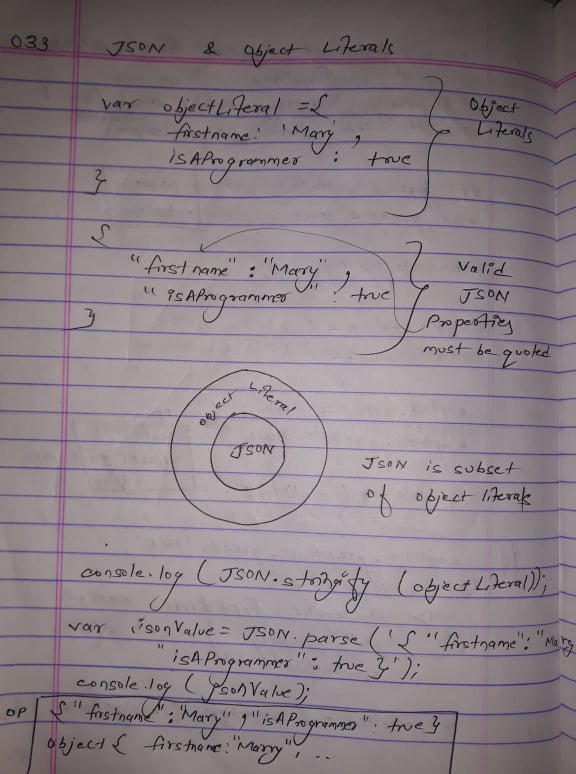 033 JSON & Object Literals
var objectLiteral = {
firstname: 'Mary',
isAProgrammer : true
}
Object
Literals
{
"firstname" : "Mary",
"isAProgrammer" : true
}
Valid
JSON
Properties
must be quoted
Object Literal
JSON
JSON is subset
of object literals
console.log (JSON.stringify (objectLiteral));
var jsonValue = JSON.parse ('{ "firstname": "Mary
"isAProgrammer" : true }');
console.log (jsonValue);
OP
{ "firstname" : "Mary", "isAProgrammer" : true }
object { firstname: "Mary", ..